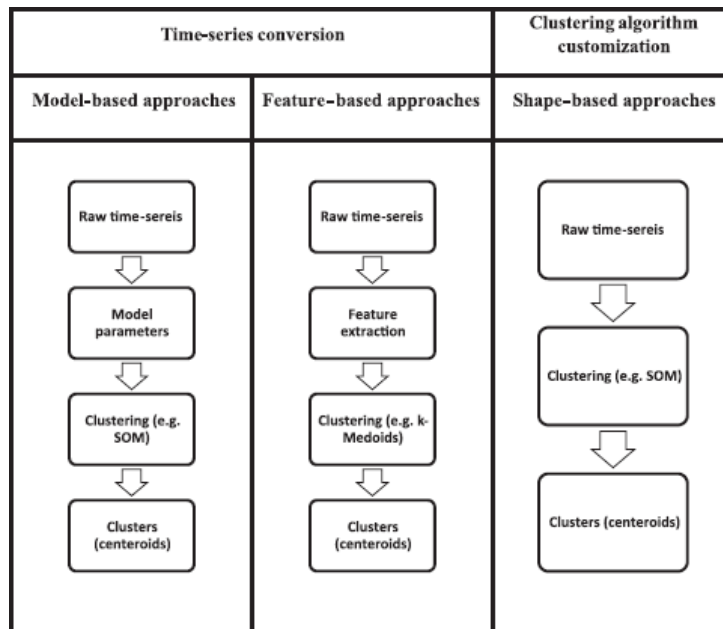 Time-series conversion
Clustering algorithm
customization
Model-based approaches
Feature-based approaches
Shape-based approaches
Raw time-sereis
Model
parameters
Clustering (e.g.
SOM)
Clusters
(centeroids)
Raw time-sereis
Feature
extraction
Clustering (e.g. k-
Medoids)
Clusters
(centeroids)
Raw time-sereis
Clustering (e.g. SOM)
Clusters (centeroids)